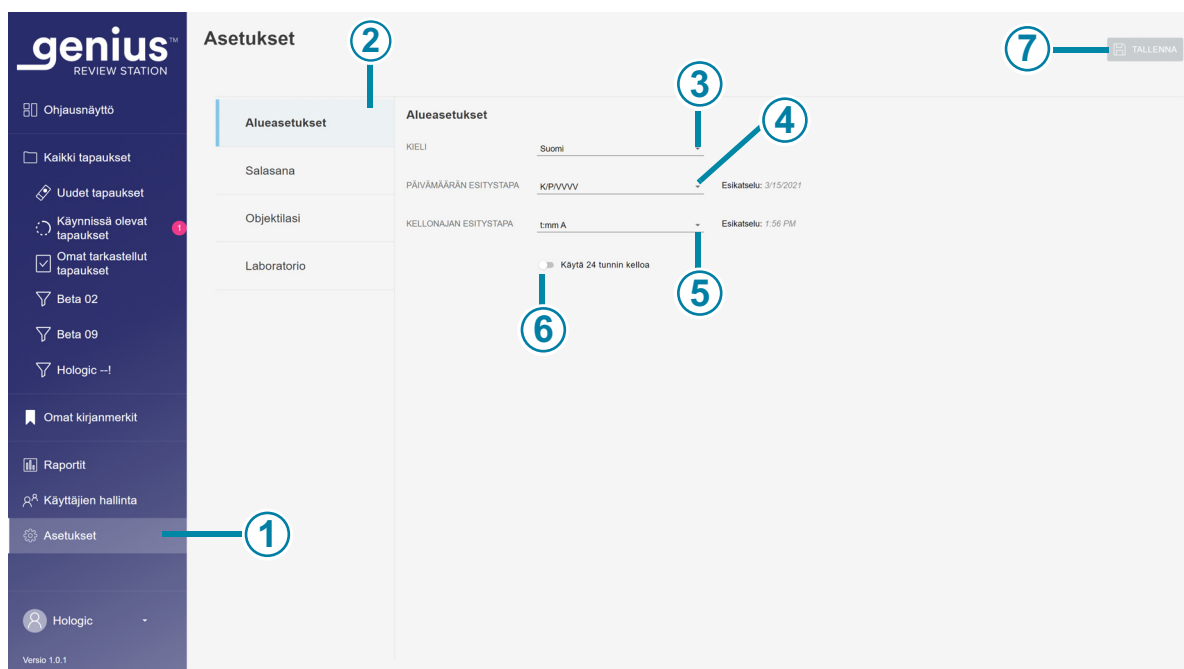 genius™
REVIEW STATION
Ohjausnäyttö
Kaikki tapaukset
Uudet tapaukset
Käynnissä olevat
tapaukset
1
Omat tarkastellut
tapaukset
Beta 02
Beta 09
Hologic --!
Omat kirjanmerkit
Raportit
Käyttäjien hallinta
Asetukset
1
Hologic
Versio 1.0.1
Asetukset
2
7
TALLENNA
Alueasetukset
Salasana
Objektilasi
Laboratorio
Alueasetukset
3
4
KIELI
Suomi
PÄIVÄMÄÄRÄN ESITYSTAPA
K/P/VVVV
Esikatselu: 3/15/2021
KELLONAJAN ESITYSTAPA
t:mm A
Esikatselu: 1:56 PM
Käytä 24 tunnin kelloa
5
6